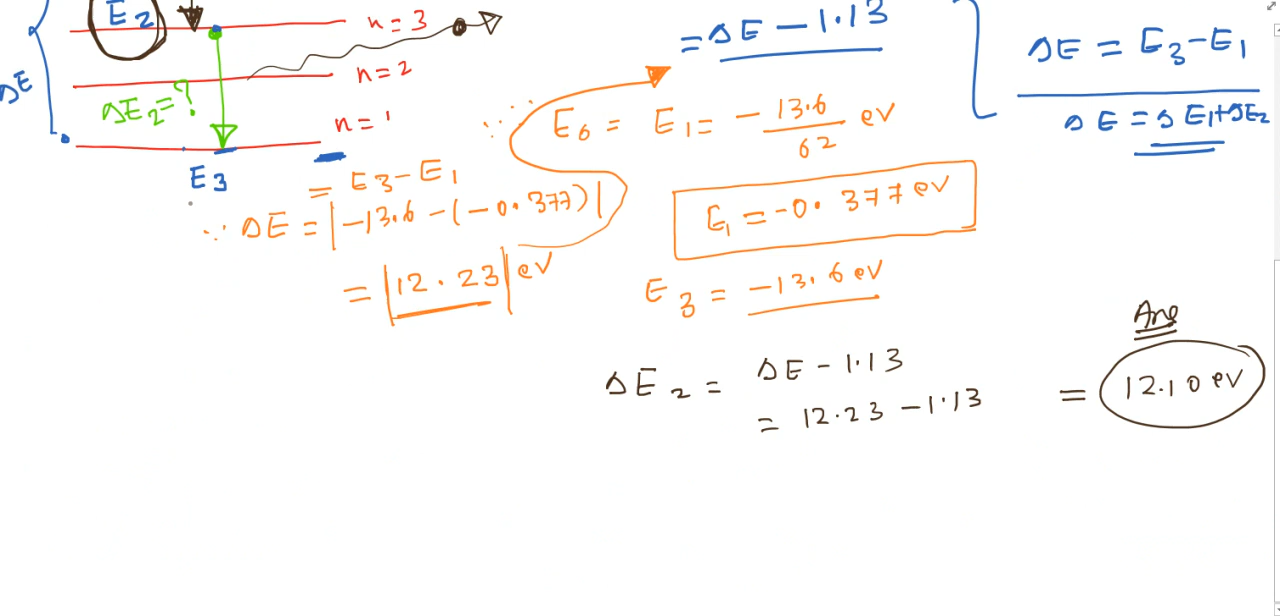 E2
n=3
= ΔE - 1.13
ΔE = E3 - E1
n=2
ΔE
ΔE2=?
n=1
∵ E6 = E1 = - 13.6 / 62 eV
ΔE = ΔE1+ΔE2
E3
= E3 - E1
∵ ΔE = |-13.6 - (-0.377)|
E1 = -0.377 eV
= |12.23| eV
E3 = -13.6 eV
Ans
ΔE2 = ΔE - 1.13
= 12.23 - 1.13
= 12.10 eV